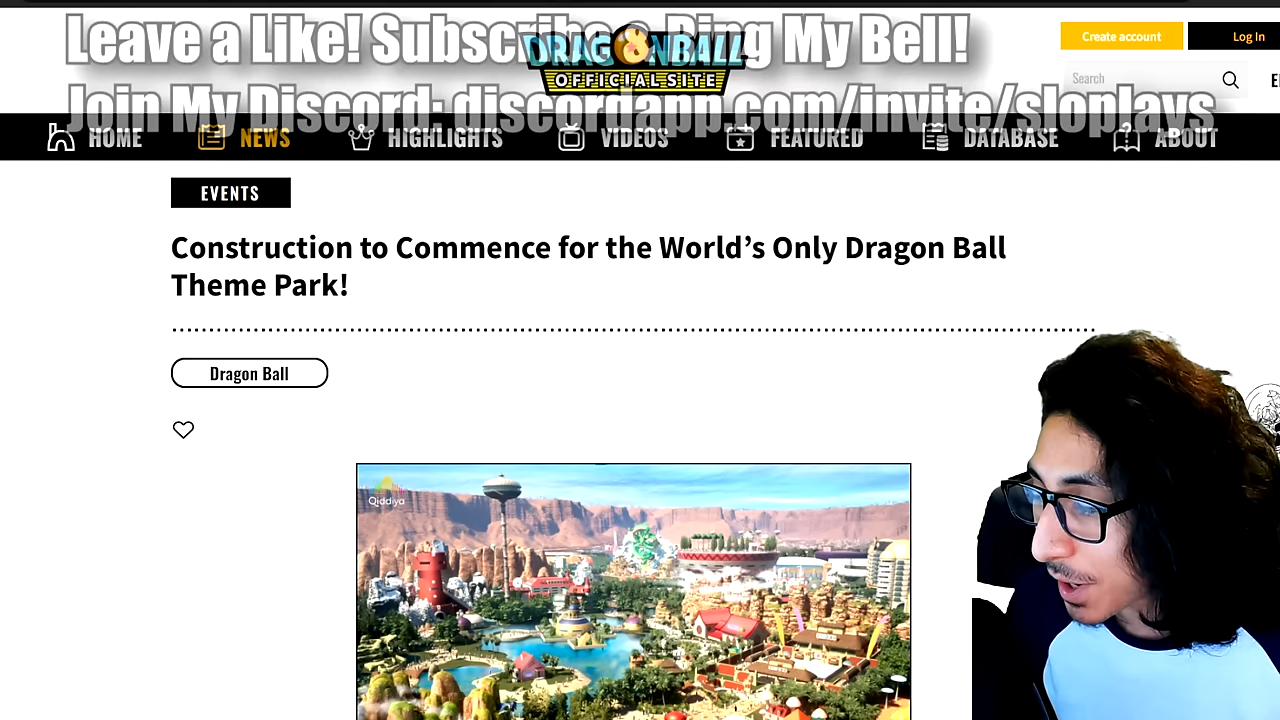 Leave a Like! Subscribe & Ring My Bell!
DRAGON BALL
OFFICIAL SITE
Create account
Log In
Search
Join My Discord: discordapp.com/invite/sloplays
HOME
NEWS
HIGHLIGHTS
VIDEOS
FEATURED
DATABASE
ABOUT
EVENTS
Construction to Commence for the World’s Only Dragon Ball
Theme Park!
Dragon Ball
Qiddiya